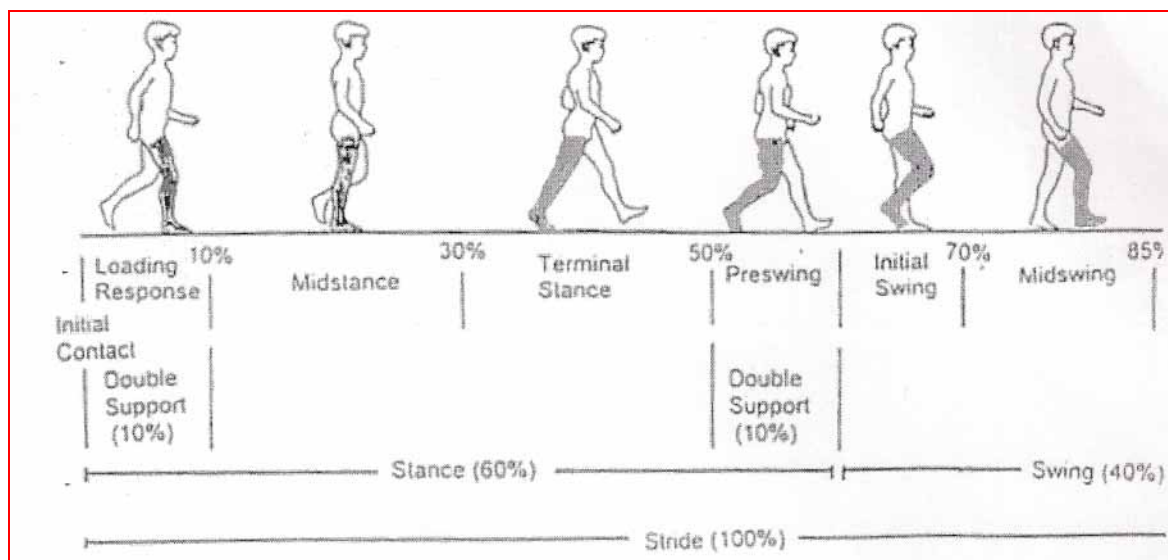 10%
30%
50%
70%
85%
Loading
Response
Midstance
Terminal
Stance
Preswing
Initial
Swing
Midswing
Initial
Contact
Double
Support
(10%)
Double
Support
(10%)
Stance (60%)
Swing (40%)
Stride (100%)